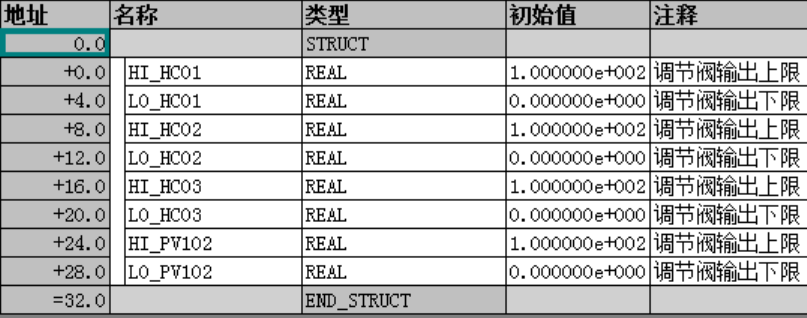 地址 名称 类型 初始值 注释
0.0 STRUCT
+0.0 HI_HC01 REAL 1.000000e+002 调节阀输出上限
+4.0 LO_HC01 REAL 0.000000e+000 调节阀输出下限
+8.0 HI_HC02 REAL 1.000000e+002 调节阀输出上限
+12.0 LO_HC02 REAL 0.000000e+000 调节阀输出下限
+16.0 HI_HC03 REAL 1.000000e+002 调节阀输出上限
+20.0 LO_HC03 REAL 0.000000e+000 调节阀输出下限
+24.0 HI_PV102 REAL 1.000000e+002 调节阀输出上限
+28.0 LO_PV102 REAL 0.000000e+000 调节阀输出下限
=32.0 END_STRUCT